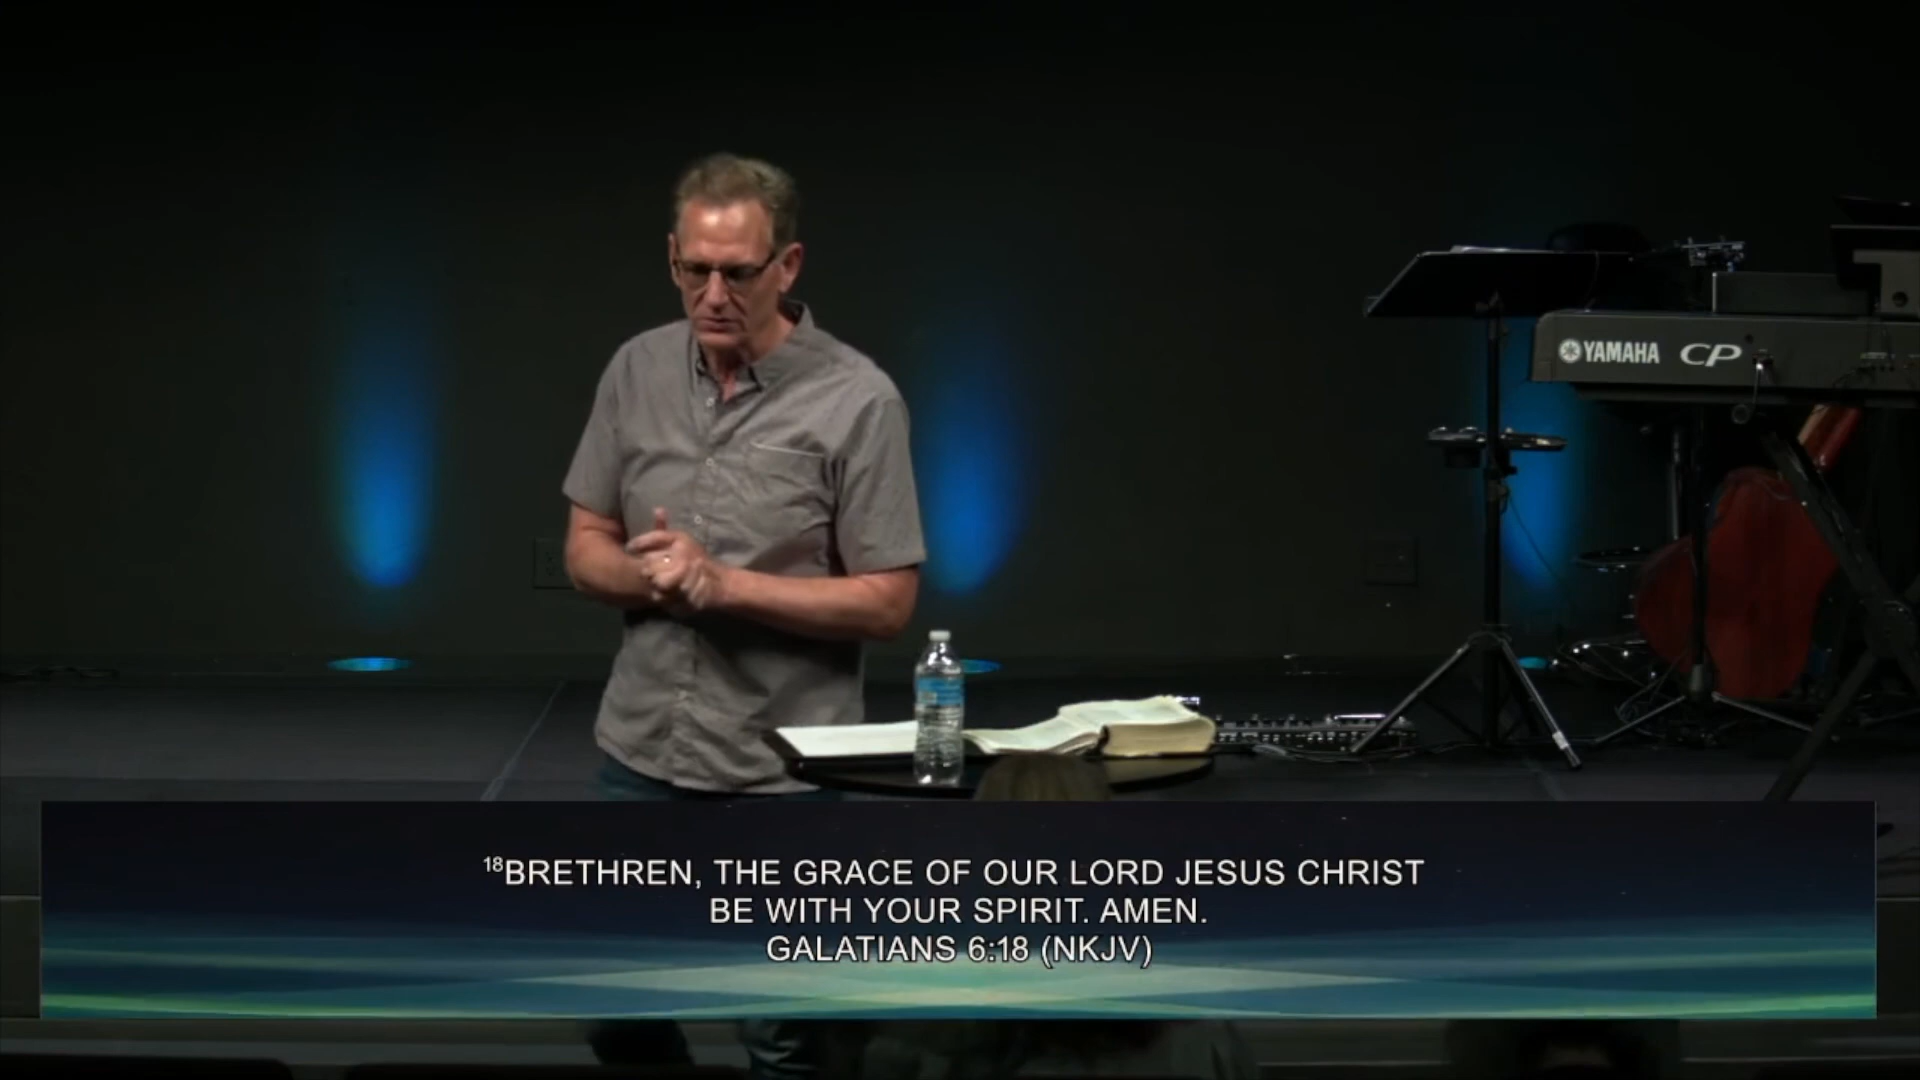 YAMAHA CP
18BRETHREN, THE GRACE OF OUR LORD JESUS CHRIST
BE WITH YOUR SPIRIT. AMEN.
GALATIANS 6:18 (NKJV)